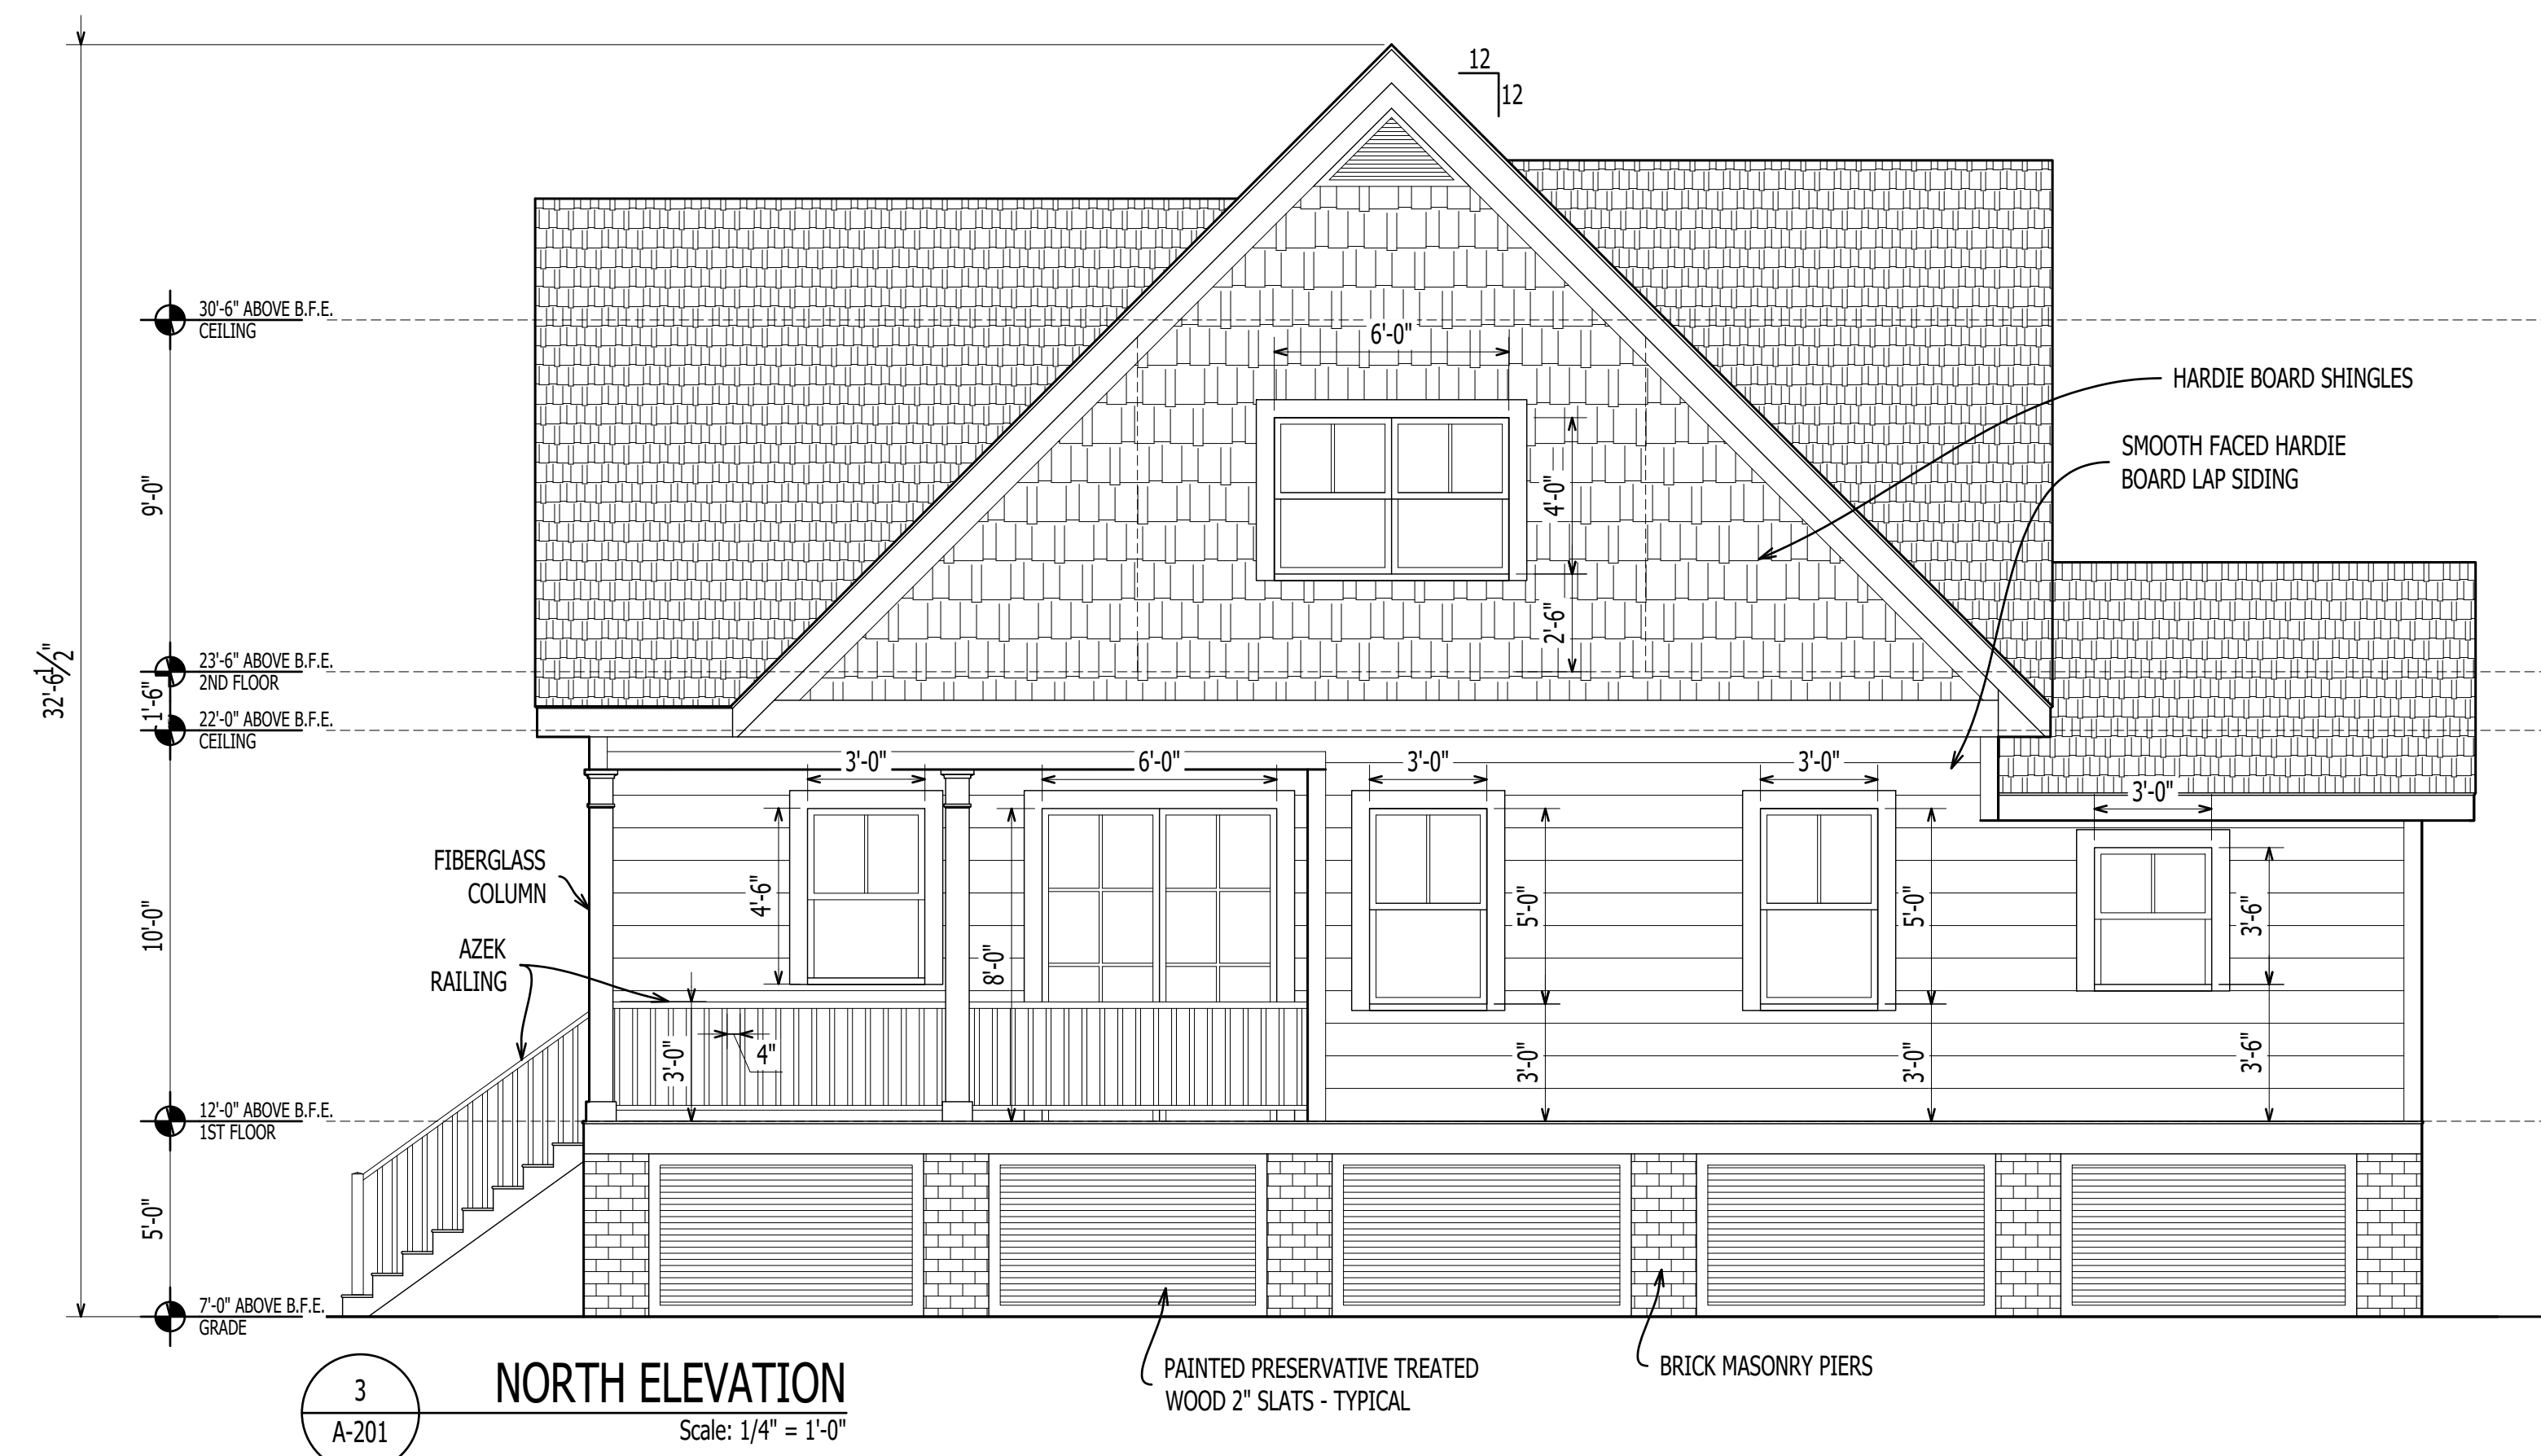 12
12
32'-6½"
30'-6" ABOVE B.F.E.
CEILING
9'-0"
23'-6" ABOVE B.F.E.
2ND FLOOR
1'-6"
22'-0" ABOVE B.F.E.
CEILING
10'-0"
12'-0" ABOVE B.F.E.
1ST FLOOR
5'-0"
7'-0" ABOVE B.F.E.
GRADE
6'-0"
4'-0"
2'-6"
HARDIE BOARD SHINGLES
SMOOTH FACED HARDIE
BOARD LAP SIDING
3'-0"
6'-0"
3'-0"
3'-0"
3'-0"
FIBERGLASS
COLUMN
AZEK
RAILING
4'-6"
8'-0"
5'-0"
5'-0"
3'-6"
3'-0"
4"
3'-0"
3'-0"
3'-6"
3
A-201
NORTH ELEVATION
Scale: 1/4" = 1'-0"
PAINTED PRESERVATIVE TREATED
WOOD 2" SLATS - TYPICAL
BRICK MASONRY PIERS